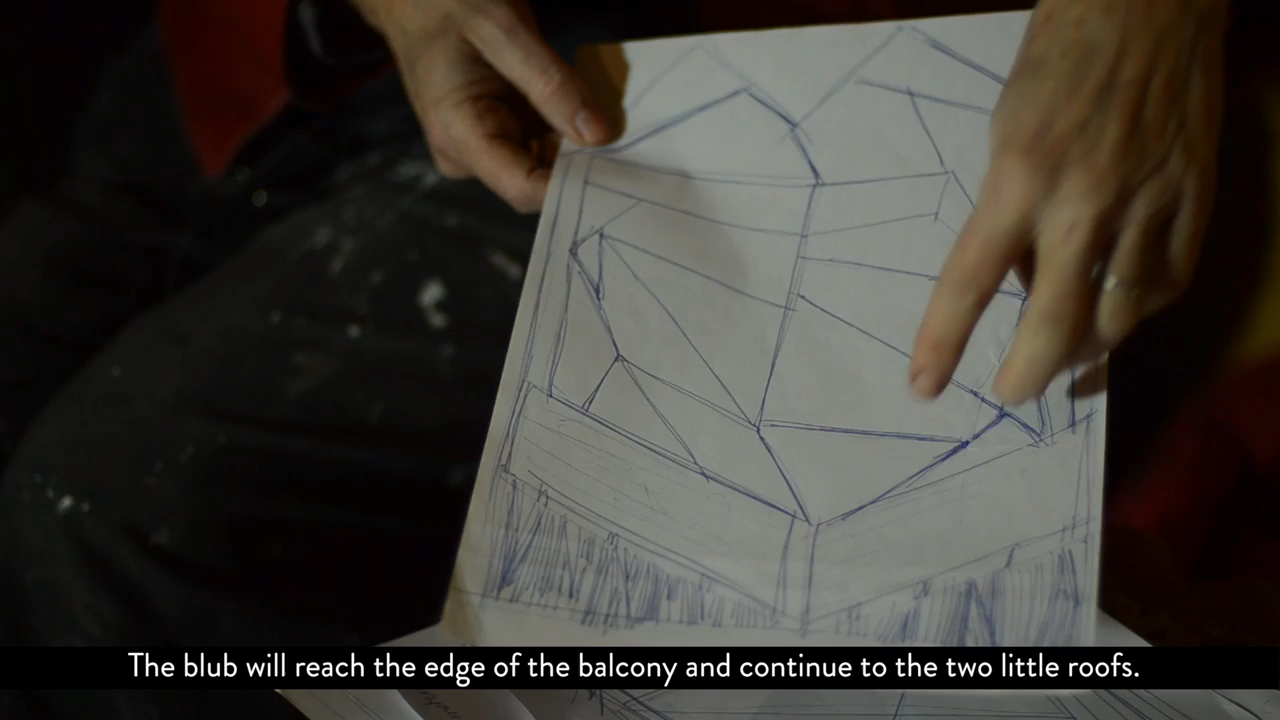 The blub will reach the edge of the balcony and continue to the two little roofs.